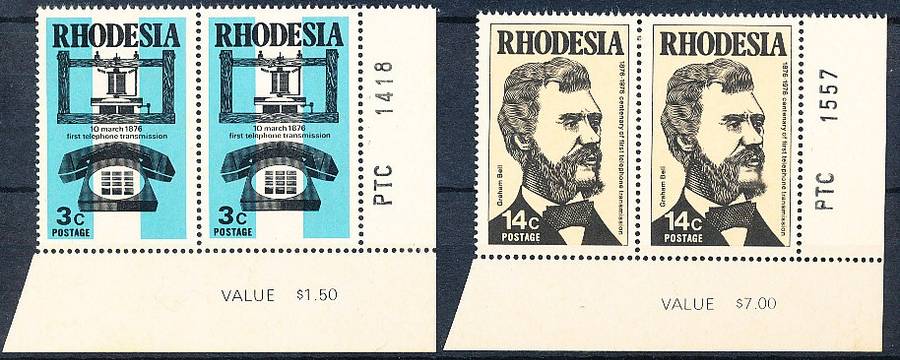 RHODESIA
10 march 1876
first telephone transmission
3c
POSTAGE
RHODESIA
10 march 1876
first telephone transmission
3c
POSTAGE
PTC 1418
VALUE $1.50
RHODESIA
1876-1976 centenary of first telephone transmission
Graham Bell
14c
POSTAGE
RHODESIA
1876-1976 centenary of first telephone transmission
Graham Bell
14c
POSTAGE
PTC 1557
VALUE $7.00